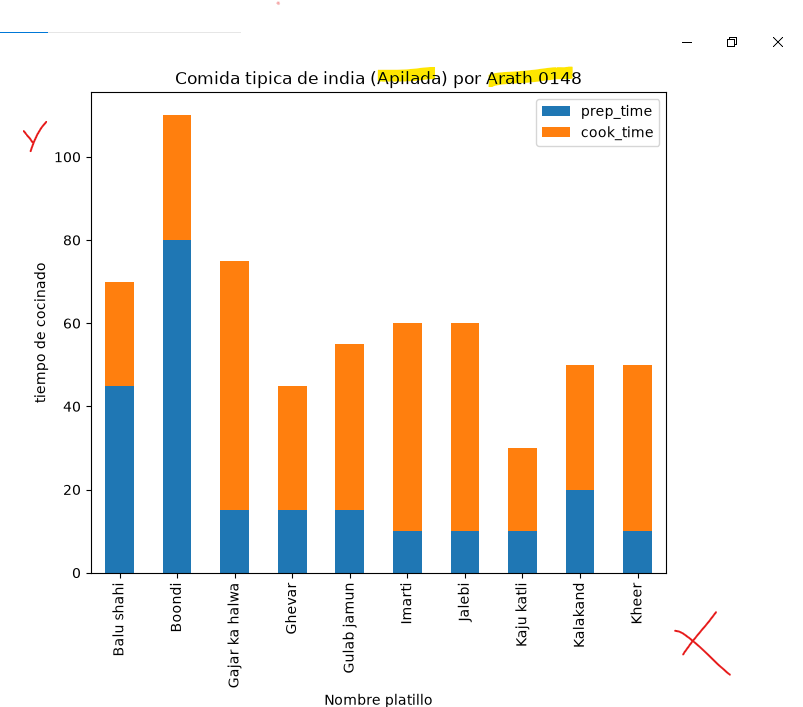 Comida tipica de india (Apilada) por Arath 0148
prep_time
cook_time
Y
100
80
60
40
20
0
tiempo de cocinado
Balu shahi
Boondi
Gajar ka halwa
Ghevar
Gulab jamun
Imarti
Jalebi
Kaju katli
Kalakand
Kheer
X
Nombre platillo